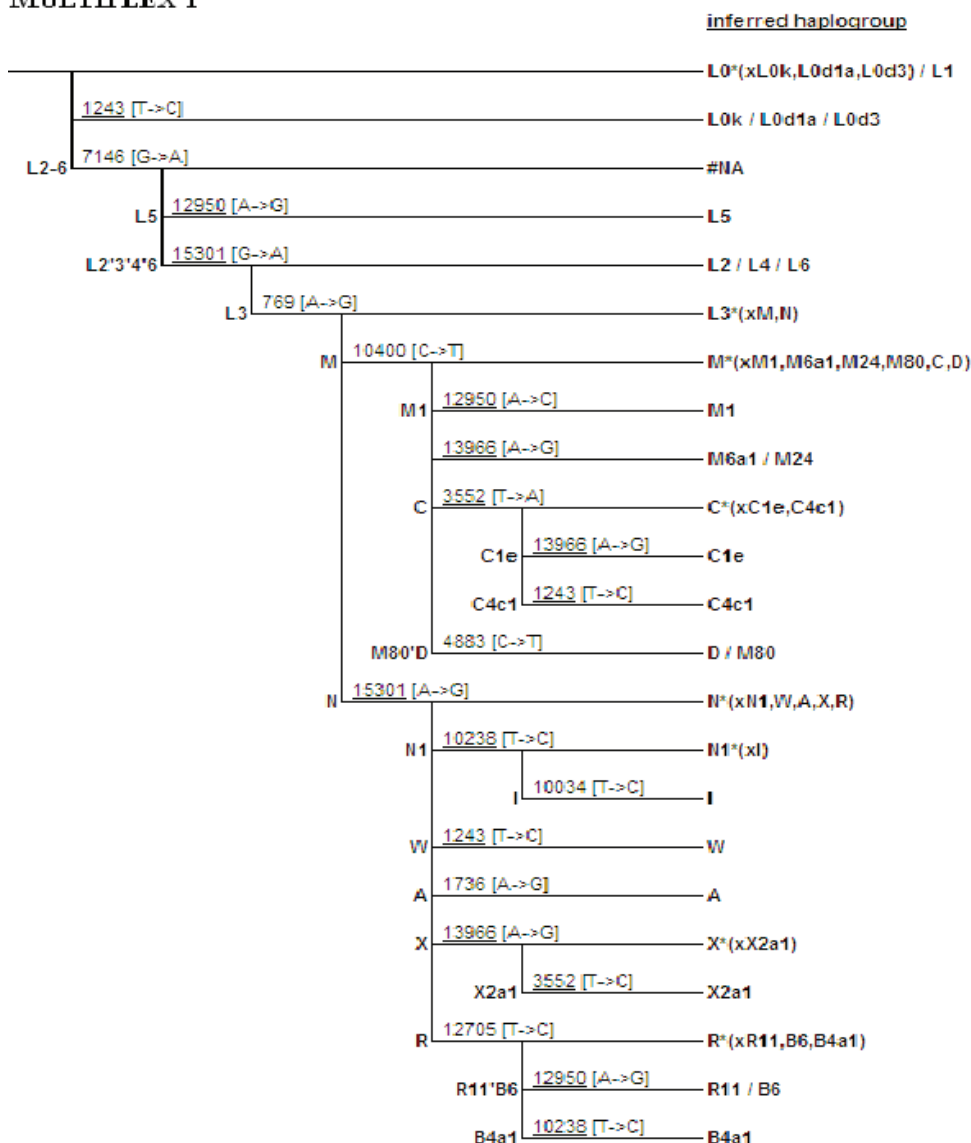 MULTIPLEX 1
inferred haplogroup
L0*(xL0k,L0d1a,L0d3) / L1
1243 [T->C]
L0k / L0d1a / L0d3
L2-6 7146 [G->A] #NA
L5 12950 [A->G] L5
L2'3'4'6 15301 [G->A] L2 / L4 / L6
L3 769 [A->G] L3*(xM,N)
M 10400 [C->T] M*(xM1,M6a1,M24,M80,C,D)
M1 12950 [A->C] M1
13966 [A->G] M6a1 / M24
C 3552 [T->A] C*(xC1e,C4c1)
C1e 13966 [A->G] C1e
C4c1 1243 [T->C] C4c1
M80'D 4883 [C->T] D / M80
N 15301 [A->G] N*(xN1,W,A,X,R)
N1 10238 [T->C] N1*(xI)
I 10034 [T->C] I
W 1243 [T->C] W
A 1736 [A->G] A
X 13966 [A->G] X*(xX2a1)
X2a1 3552 [T->C] X2a1
R 12705 [T->C] R*(xR11,B6,B4a1)
R11'B6 12950 [A->G] R11 / B6
B4a1 10238 [T->C] B4a1